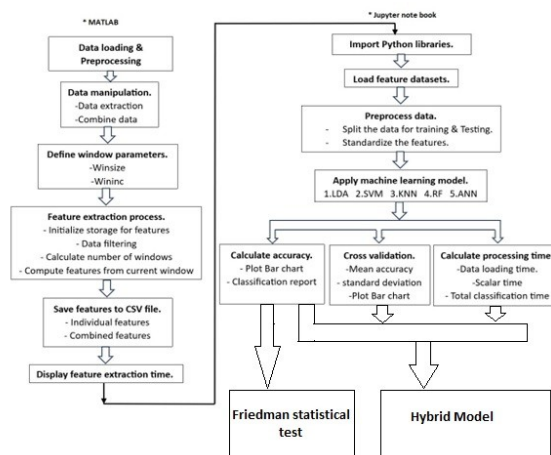 * MATLAB
Data loading &
Preprocessing
Data manipulation.
-Data extraction
-Combine data
Define window parameters.
-Winsize
-Wininc
Feature extraction process.
- Initialize storage for features
- Data filtering
- Calculate number of windows
- Compute features from current window
Save features to CSV file.
- Individual features
- Combined features
Display feature extraction time.
* Jupyter note book
Import Python libraries.
Load feature datasets.
Preprocess data.
- Split the data for training & Testing.
- Standardize the features.
Apply machine learning model.
1.LDA 2.SVM 3.KNN 4.RF 5.ANN
Calculate accuracy.
- Plot Bar chart
- Classification report
Cross validation.
-Mean accuracy
- standard deviation
-Plot Bar chart
Calculate processing time
-Data loading time.
-Scalar time
- Total classification time
Friedman statistical
test
Hybrid Model